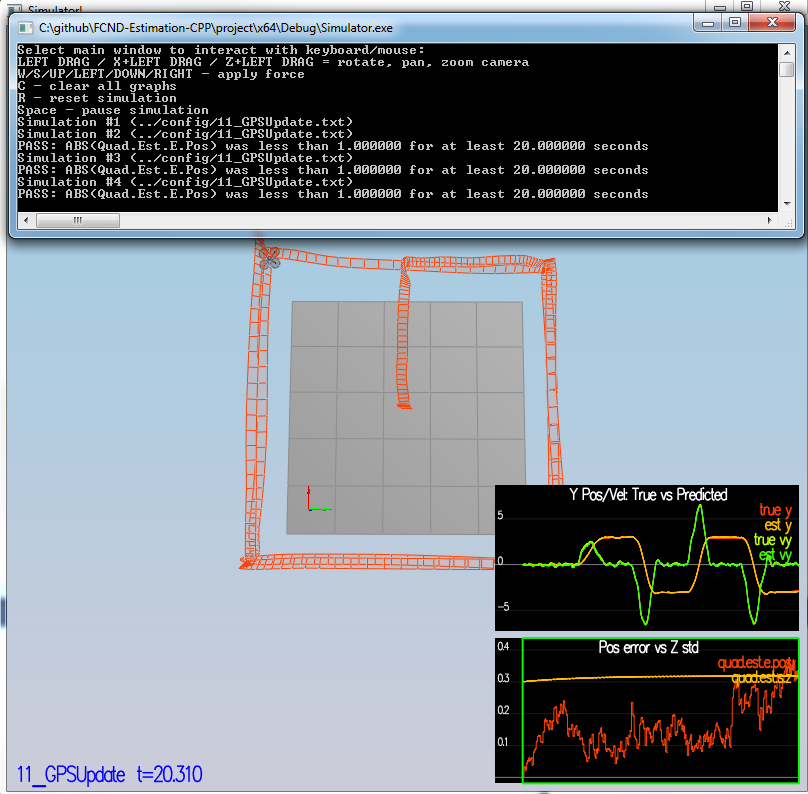 Simulator!
C:\github\FCND-Estimation-CPP\project\x64\Debug\Simulator.exe
Select main window to interact with keyboard/mouse:
LEFT DRAG / X+LEFT DRAG / Z+LEFT DRAG = rotate, pan, zoom camera
W/S/UP/LEFT/DOWN/RIGHT - apply force
C - clear all graphs
R - reset simulation
Space - pause simulation
Simulation #1 (../config/11_GPSUpdate.txt)
Simulation #2 (../config/11_GPSUpdate.txt)
PASS: ABS(Quad.Est.E.Pos) was less than 1.000000 for at least 20.000000 seconds
Simulation #3 (../config/11_GPSUpdate.txt)
PASS: ABS(Quad.Est.E.Pos) was less than 1.000000 for at least 20.000000 seconds
Simulation #4 (../config/11_GPSUpdate.txt)
PASS: ABS(Quad.Est.E.Pos) was less than 1.000000 for at least 20.000000 seconds
Y Pos/Vel: True vs Predicted
true y
5
est y
true vy
est vy
.0
-5
Pos error vs Z std
0.4
quad.est.e.pos
quad.est.s.z
0.3
0.2
0.1
11_GPSUpdate t=20.310